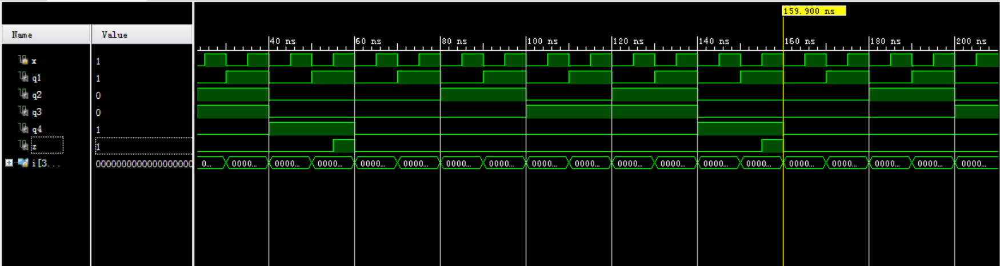 159.900 ns
Name Value
40 ns 60 ns 80 ns 100 ns 120 ns 140 ns 160 ns 180 ns 200 ns
x 1
q1 1
q2 0
q3 0
q4 1
z 1
i[3... 00000000000000000000 0... 0000... 0000... 0000... 0000... 0000... 0000... 0000... 0000... 0000... 0000... 0000... 0000... 0000... 0000... 0000... 0000... 0000... 0000...